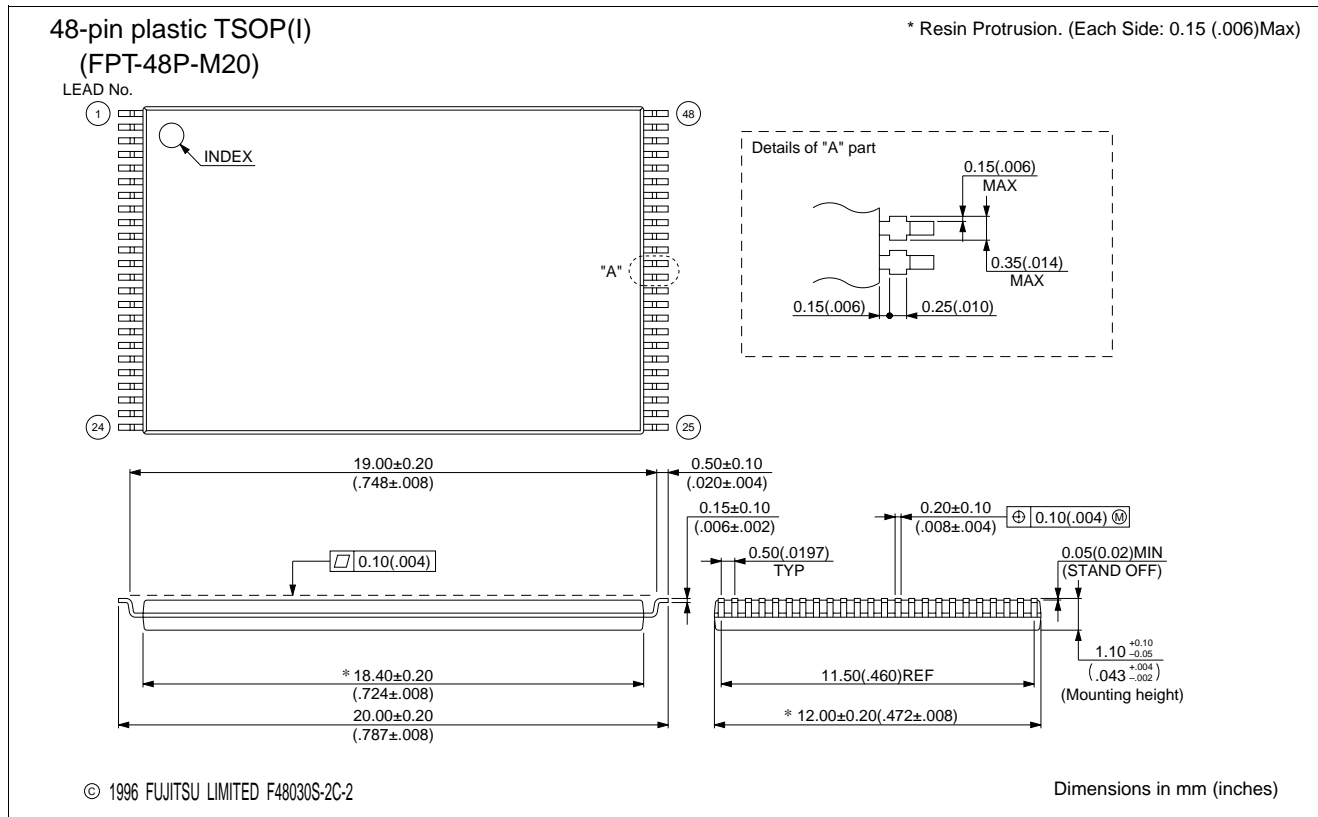 48-pin plastic TSOP(I)
(FPT-48P-M20)
* Resin Protrusion. (Each Side: 0.15 (.006)Max)
LEAD No.
1
48
INDEX
"A"
24
25
Details of "A" part
0.15(.006)
MAX
0.35(.014)
MAX
0.15(.006)
0.25(.010)
19.00±0.20
(.748±.008)
0.50±0.10
(.020±.004)
0.15±0.10
(.006±.002)
0.10(.004)
* 18.40±0.20
(.724±.008)
20.00±0.20
(.787±.008)
0.20±0.10
(.008±.004)
0.10(.004) Ⓜ
0.50(.0197)
TYP
0.05(0.02)MIN
(STAND OFF)
1.10 +0.10 –0.05
(.043 +.004 –.002)
(Mounting height)
11.50(.460)REF
* 12.00±0.20(.472±.008)
© 1996 FUJITSU LIMITED F48030S-2C-2
Dimensions in mm (inches)